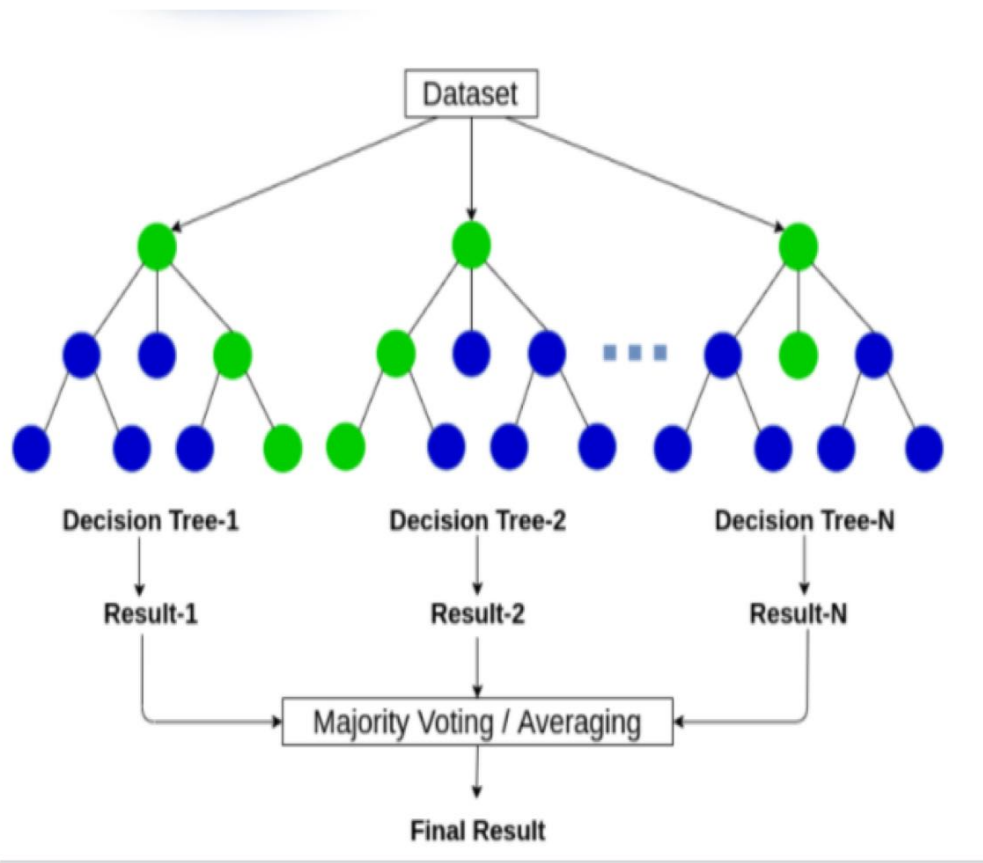 Dataset
Decision Tree-1
Decision Tree-2
Decision Tree-N
Result-1
Result-2
Result-N
Majority Voting / Averaging
Final Result